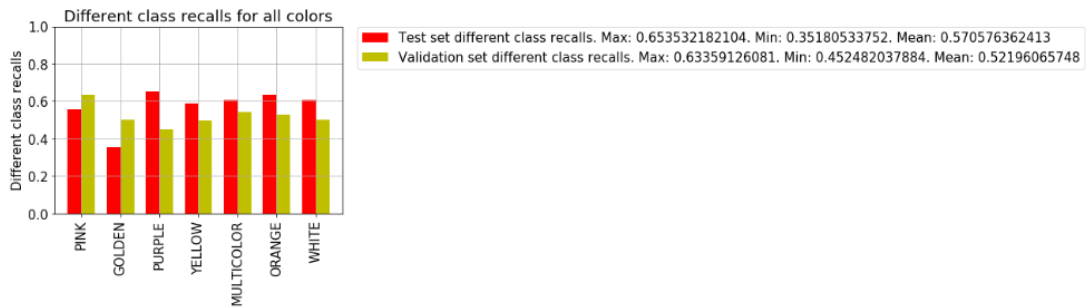 Different class recalls for all colors
Test set different class recalls. Max: 0.653532182104. Min: 0.35180533752. Mean: 0.570576362413
Validation set different class recalls. Max: 0.63359126081. Min: 0.452482037884. Mean: 0.52196065748
Different class recalls
1.0
0.8
0.6
0.4
0.2
0.0
PINK
GOLDEN
PURPLE
YELLOW
MULTICOLOR
ORANGE
WHITE